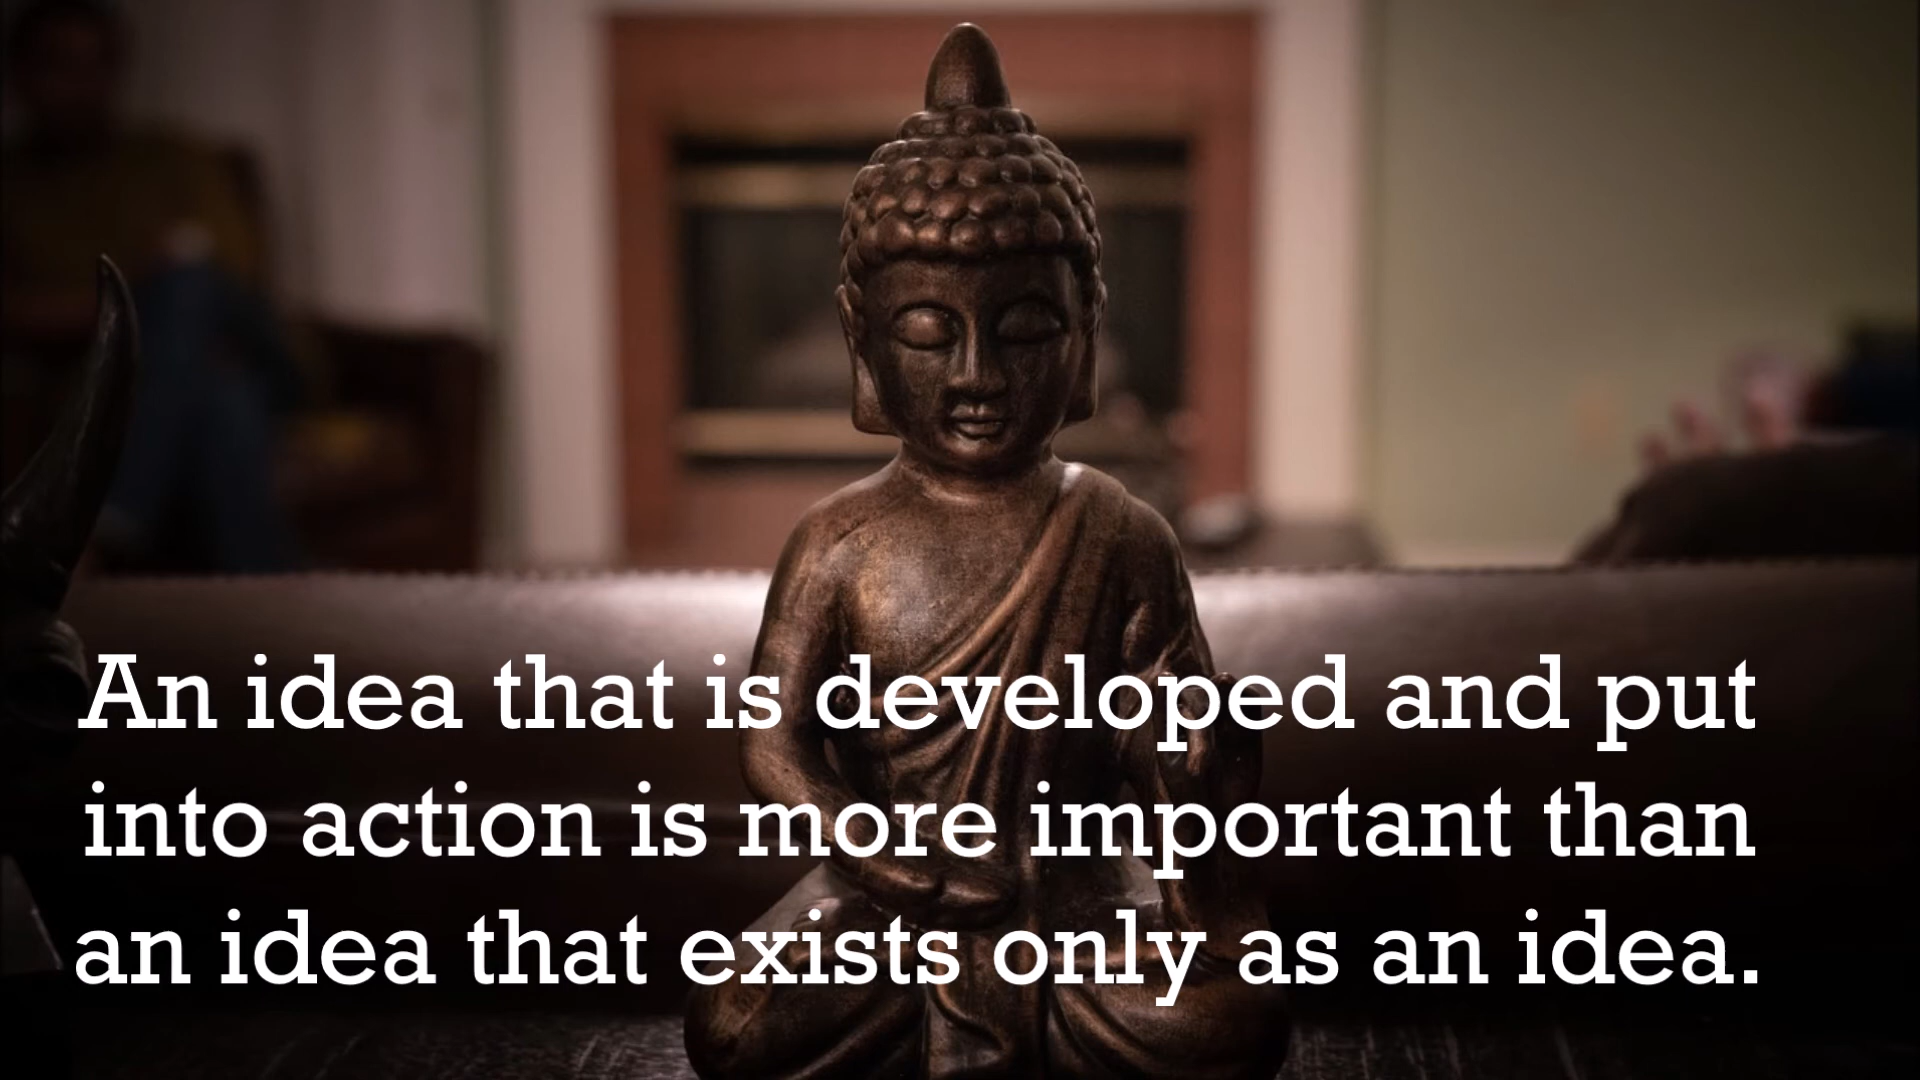 An idea that is developed and put
into action is more important than
an idea that exists only as an idea.